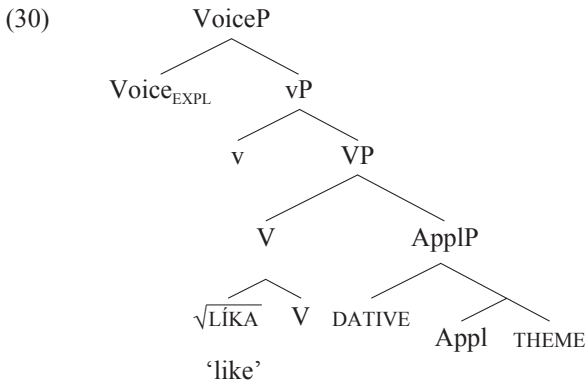 (30) VoiceP
Voice_EXPL vP
v VP
V ApplP
√LÍKA V DATIVE Appl THEME
‘like’